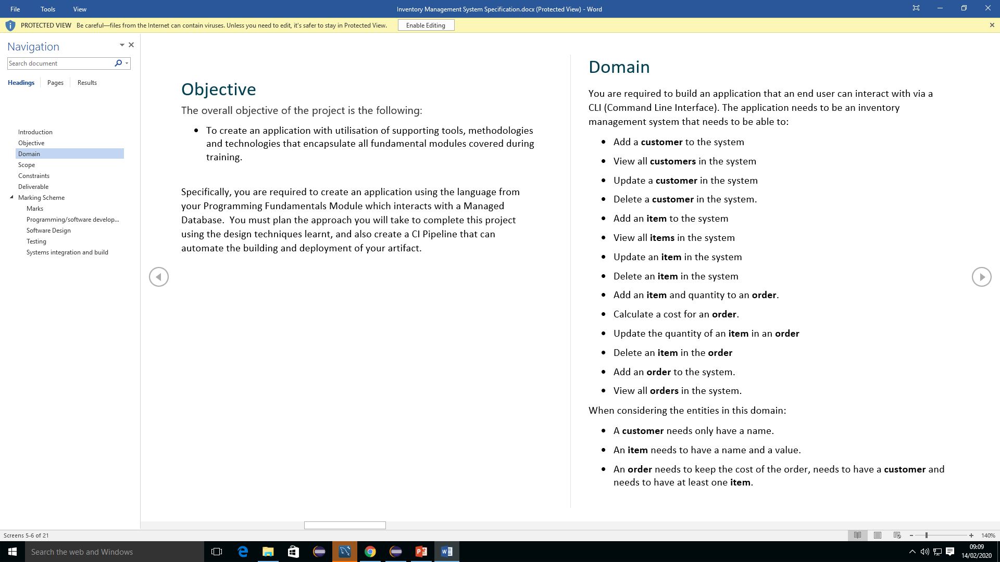 File Tools View
Inventory Management System Specification.docx (Protected View) - Word
PROTECTED VIEW Be careful—files from the Internet can contain viruses. Unless you need to edit, it's safer to stay in Protected View. Enable Editing
Navigation
Search document
Headings Pages Results
Introduction
Objective
Domain
Scope
Constraints
Deliverable
Marking Scheme
Marks
Programming/software develop...
Software Design
Testing
Systems integration and build
Objective
The overall objective of the project is the following:
• To create an application with utilisation of supporting tools, methodologies
and technologies that encapsulate all fundamental modules covered during
training.
Specifically, you are required to create an application using the language from
your Programming Fundamentals Module which interacts with a Managed
Database.  You must plan the approach you will take to complete this project
using the design techniques learnt, and also create a CI Pipeline that can
automate the building and deployment of your artifact.
Domain
You are required to build an application that an end user can interact with via a
CLI (Command Line Interface). The application needs to be an inventory
management system that needs to be able to:
• Add a customer to the system
• View all customers in the system
• Update a customer in the system
• Delete a customer in the system.
• Add an item to the system
• View all items in the system
• Update an item in the system
• Delete an item in the system
• Add an item and quantity to an order.
• Calculate a cost for an order.
• Update the quantity of an item in an order
• Delete an item in the order
• Add an order to the system.
• View all orders in the system.
When considering the entities in this domain:
• A customer needs only have a name.
• An item needs to have a name and a value.
• An order needs to keep the cost of the order, needs to have a customer and
needs to have at least one item.
Screens 5-6 of 21
140%
Search the web and Windows
09:09
14/02/2020